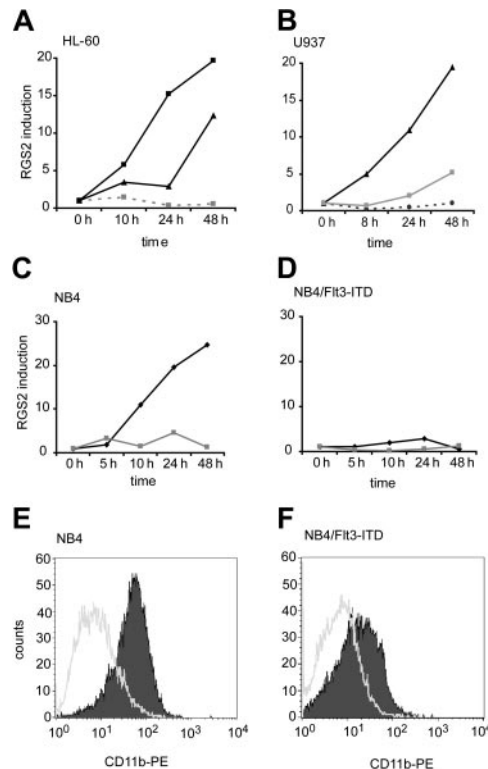 A
HL-60
RGS2 induction
20
15
10
5
0
0 h 10 h 24 h 48 h
time
B
U937
20
15
10
5
0
0 h 8 h 24 h 48 h
time
C
NB4
RGS2 induction
30
20
10
0
0 h 5 h 10 h 24 h 48 h
time
D
NB4/Flt3-ITD
30
20
10
0
0 h 5 h 10 h 24 h 48 h
time
E
NB4
counts
60
50
40
30
20
10
0
10⁰ 10¹ 10² 10³ 10⁴
CD11b-PE
F
NB4/Flt3-ITD
60
50
40
30
20
10
0
10⁰ 10¹ 10² 10³ 10⁴
CD11b-PE